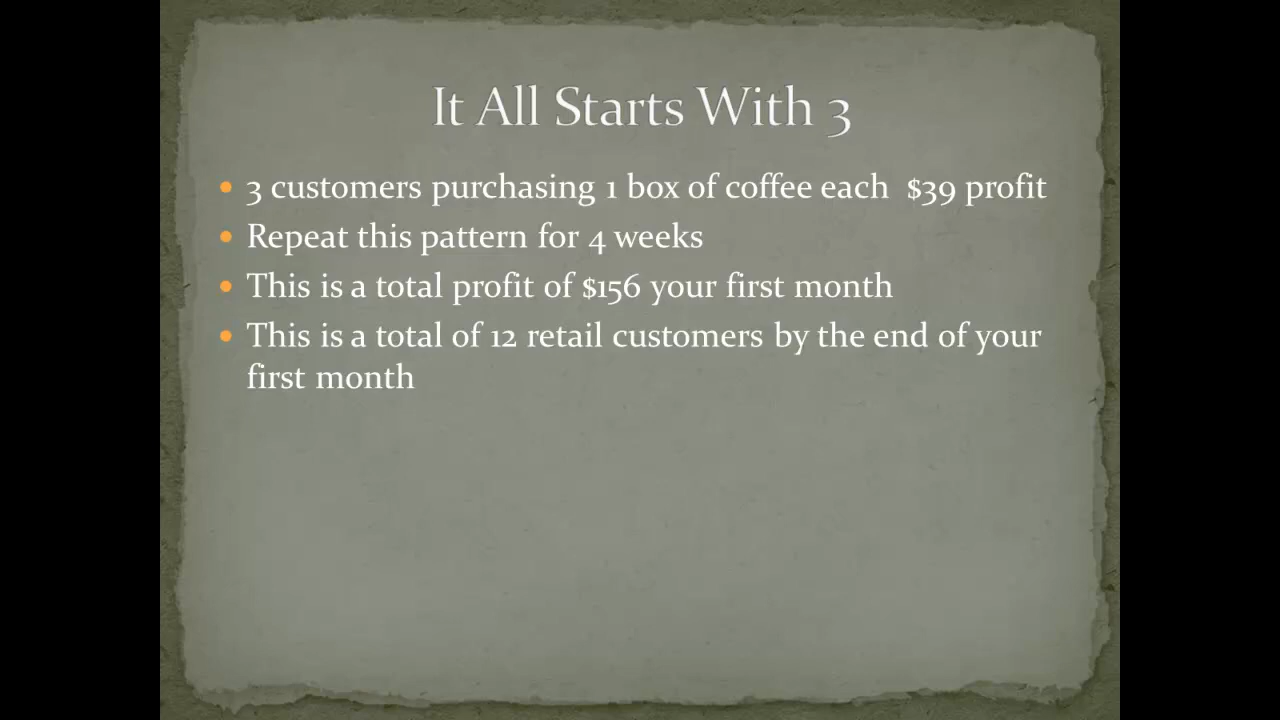 It All Starts With 3
• 3 customers purchasing 1 box of coffee each  $39 profit
• Repeat this pattern for 4 weeks
• This is a total profit of $156 your first month
• This is a total of 12 retail customers by the end of your
first month